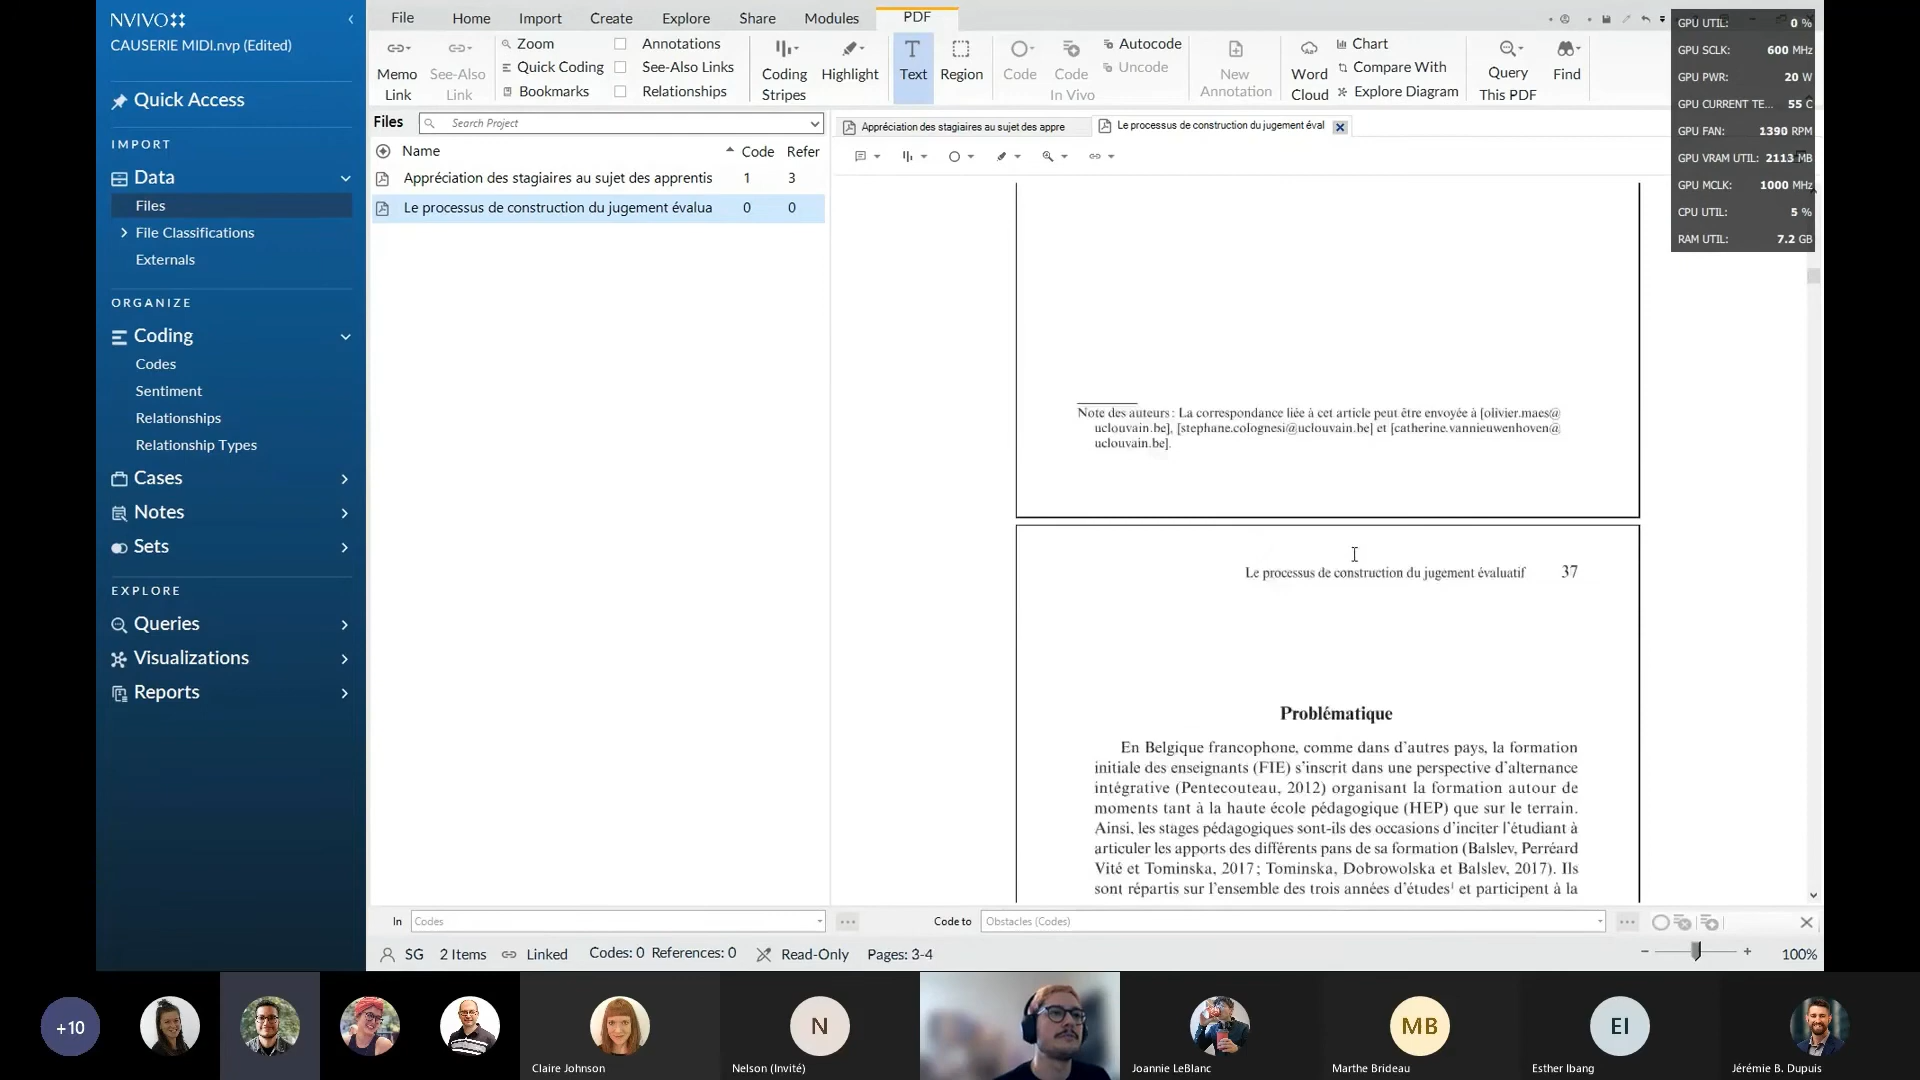 NVIVO
CAUSERIE MIDI.nvp (Edited)
Quick Access
IMPORT
Data
Files
File Classifications
Externals
ORGANIZE
Coding
Codes
Sentiment
Relationships
Relationship Types
Cases
Notes
Sets
EXPLORE
Queries
Visualizations
Reports
File Home Import Create Explore Share Modules PDF
Memo Link
See-Also Link
Zoom
Quick Coding
Bookmarks
Annotations
See-Also Links
Relationships
Coding Stripes
Highlight
Text
Region
Code
Code In Vivo
Autocode
Uncode
New Annotation
Word Cloud
Chart
Compare With
Explore Diagram
Query This PDF
Find
Files
Search Project
Name Code Refer
Appréciation des stagiaires au sujet des apprentis 1 3
Le processus de construction du jugement évalua 0 0
Appréciation des stagiaires au sujet des appre
Le processus de construction du jugement éval
Note des auteurs : La correspondance liée à cet article peut être envoyée à [olivier.maes@
uclouvain.be], [stephane.colognesi@uclouvain.be] et [catherine.vannieuwenhoven@
uclouvain.be].
Le processus de construction du jugement évaluatif 37
Problématique
En Belgique francophone, comme dans d'autres pays, la formation
initiale des enseignants (FIE) s'inscrit dans une perspective d'alternance
intégrative (Pentecouteau, 2012) organisant la formation autour de
moments tant à la haute école pédagogique (HEP) que sur le terrain.
Ainsi, les stages pédagogiques sont-ils des occasions d'inciter l'étudiant à
articuler les apports des différents pans de sa formation (Balslev, Perréard
Vité et Tominska, 2017 ; Tominska, Dobrowolska et Balslev, 2017). Ils
sont répartis sur l'ensemble des trois années d'études¹ et participent à la
In Codes
Code to Obstacles (Codes)
SG 2 Items Linked Codes: 0 References: 0 Read-Only Pages: 3-4
100%
GPU UTIL: 0 %
GPU SCLK: 600 MHz
GPU PWR: 20 W
GPU CURRENT TE... 55 C
GPU FAN: 1390 RPM
GPU VRAM UTIL: 2113 MB
GPU MCLK: 1000 MHz
CPU UTIL: 5 %
RAM UTIL: 7.2 GB
+10
Claire Johnson
N
Nelson (Invité)
Joannie LeBlanc
MB
Marthe Brideau
EI
Esther Ibang
Jérémie B. Dupuis